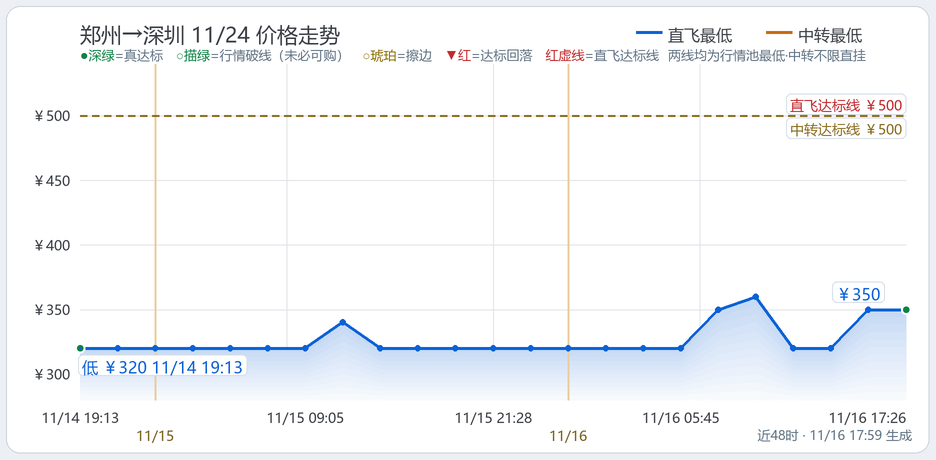 郑州→深圳 11/24 价格走势
直飞最低 中转最低
●深绿=真达标 ○描绿=行情破线（未必可购） ○琥珀=擦边 ▼红=达标回落 红虚线=直飞达标线 两线均为行情池最低·中转不限直挂
¥500
直飞达标线 ¥500
中转达标线 ¥500
¥450
¥400
¥350
¥350
¥300
低 ¥320 11/14 19:13
11/14 19:13 11/15 09:05 11/15 21:28 11/16 05:45 11/16 17:26
11/15 11/16
近48时 · 11/16 17:59 生成